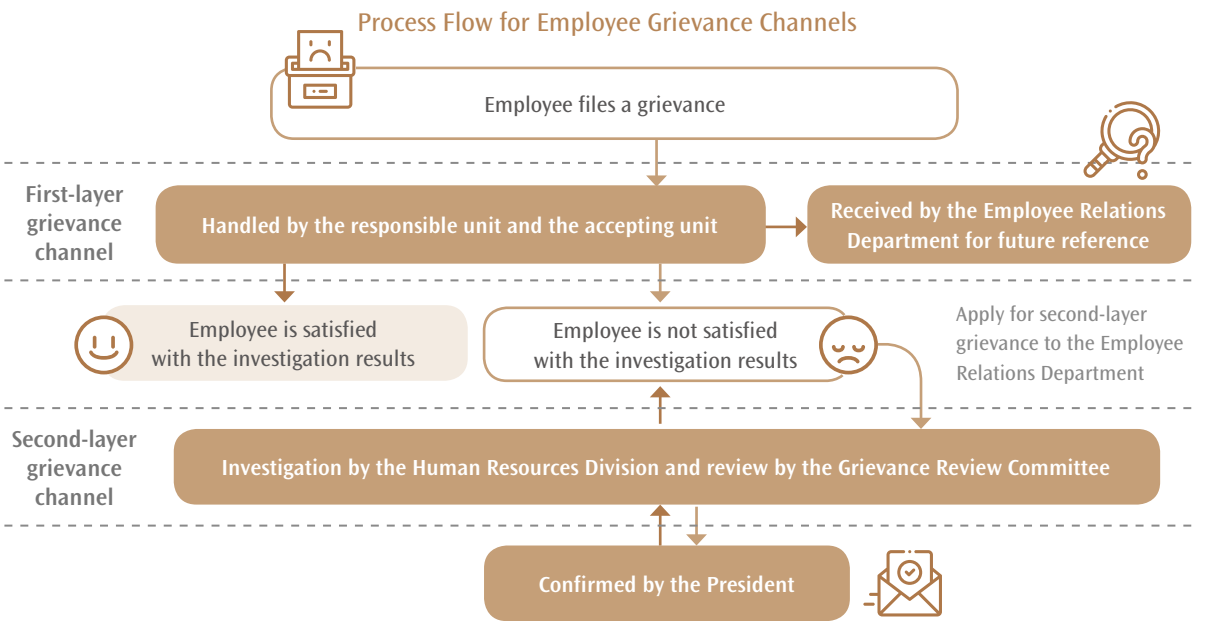 Process Flow for Employee Grievance Channels
Employee files a grievance
First-layer
grievance
channel
Handled by the responsible unit and the accepting unit
Received by the Employee Relations
Department for future reference
Employee is satisfied
with the investigation results
Employee is not satisfied
with the investigation results
Apply for second-layer
grievance to the Employee
Relations Department
Second-layer
grievance
channel
Investigation by the Human Resources Division and review by the Grievance Review Committee
Confirmed by the President